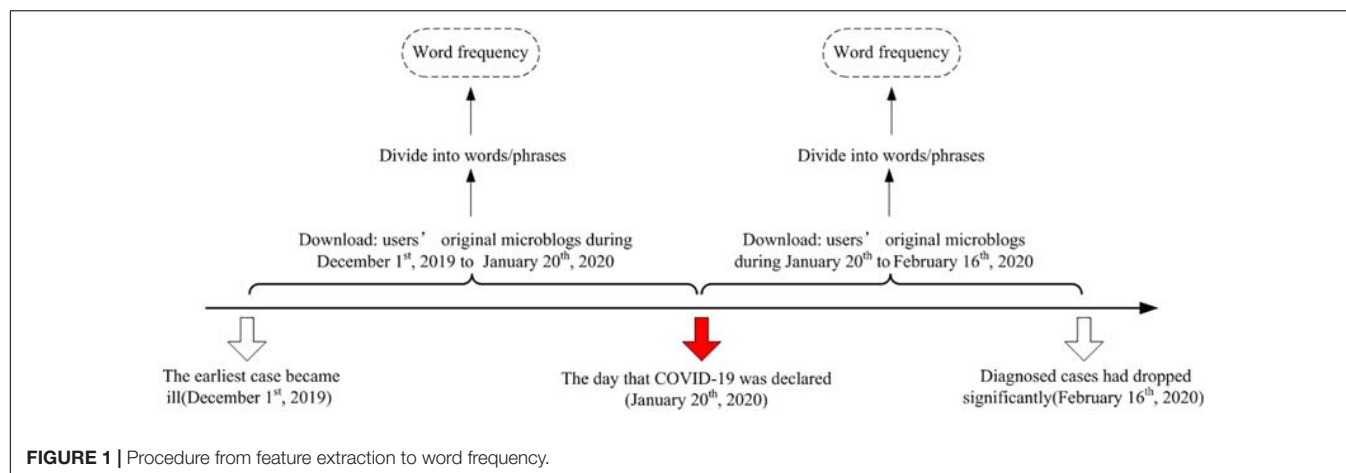 Word frequency
Word frequency
Divide into words/phrases
Divide into words/phrases
Download: users' original microblogs during
December 1st, 2019 to January 20th, 2020
Download: users' original microblogs
during January 20th to February 16th, 2020
The earliest case became
ill(December 1st, 2019)
The day that COVID-19 was declared
(January 20th, 2020)
Diagnosed cases had dropped
significantly(February 16th, 2020)
FIGURE 1 | Procedure from feature extraction to word frequency.